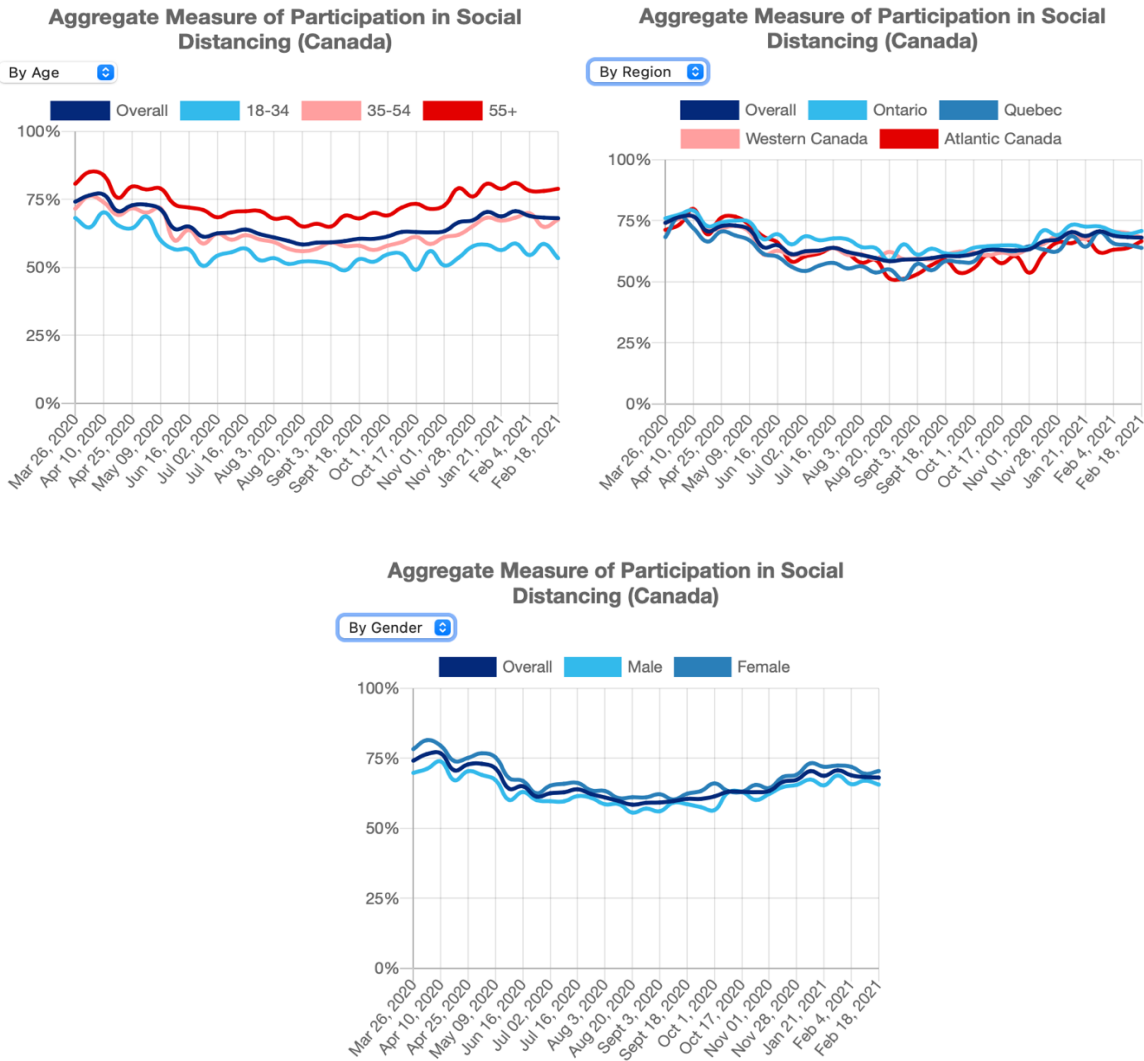 Aggregate Measure of Participation in Social
Distancing (Canada)
By Age
Overall 18-34 35-54 55+
100%
75%
50%
25%
0%
Mar 26, 2020 Apr 10, 2020 Apr 25, 2020 May 09, 2020 Jun 16, 2020 Jul 02, 2020 Jul 16, 2020 Aug 3, 2020 Aug 20, 2020 Sept 3, 2020 Sept 18, 2020 Oct 1, 2020 Oct 17, 2020 Nov 01, 2020 Nov 28, 2020 Jan 21, 2021 Feb 4, 2021 Feb 18, 2021
Aggregate Measure of Participation in Social
Distancing (Canada)
By Region
Overall Ontario Quebec
Western Canada Atlantic Canada
100%
75%
50%
25%
0%
Mar 26, 2020 Apr 10, 2020 Apr 25, 2020 May 09, 2020 Jun 16, 2020 Jul 02, 2020 Jul 16, 2020 Aug 3, 2020 Aug 20, 2020 Sept 3, 2020 Sept 18, 2020 Oct 1, 2020 Oct 17, 2020 Nov 01, 2020 Nov 28, 2020 Jan 21, 2021 Feb 4, 2021 Feb 18, 2021
Aggregate Measure of Participation in Social
Distancing (Canada)
By Gender
Overall Male Female
100%
75%
50%
25%
0%
Mar 26, 2020 Apr 10, 2020 Apr 25, 2020 May 09, 2020 Jun 16, 2020 Jul 02, 2020 Jul 16, 2020 Aug 3, 2020 Aug 20, 2020 Sept 3, 2020 Sept 18, 2020 Oct 1, 2020 Oct 17, 2020 Nov 01, 2020 Nov 28, 2020 Jan 21, 2021 Feb 4, 2021 Feb 18, 2021